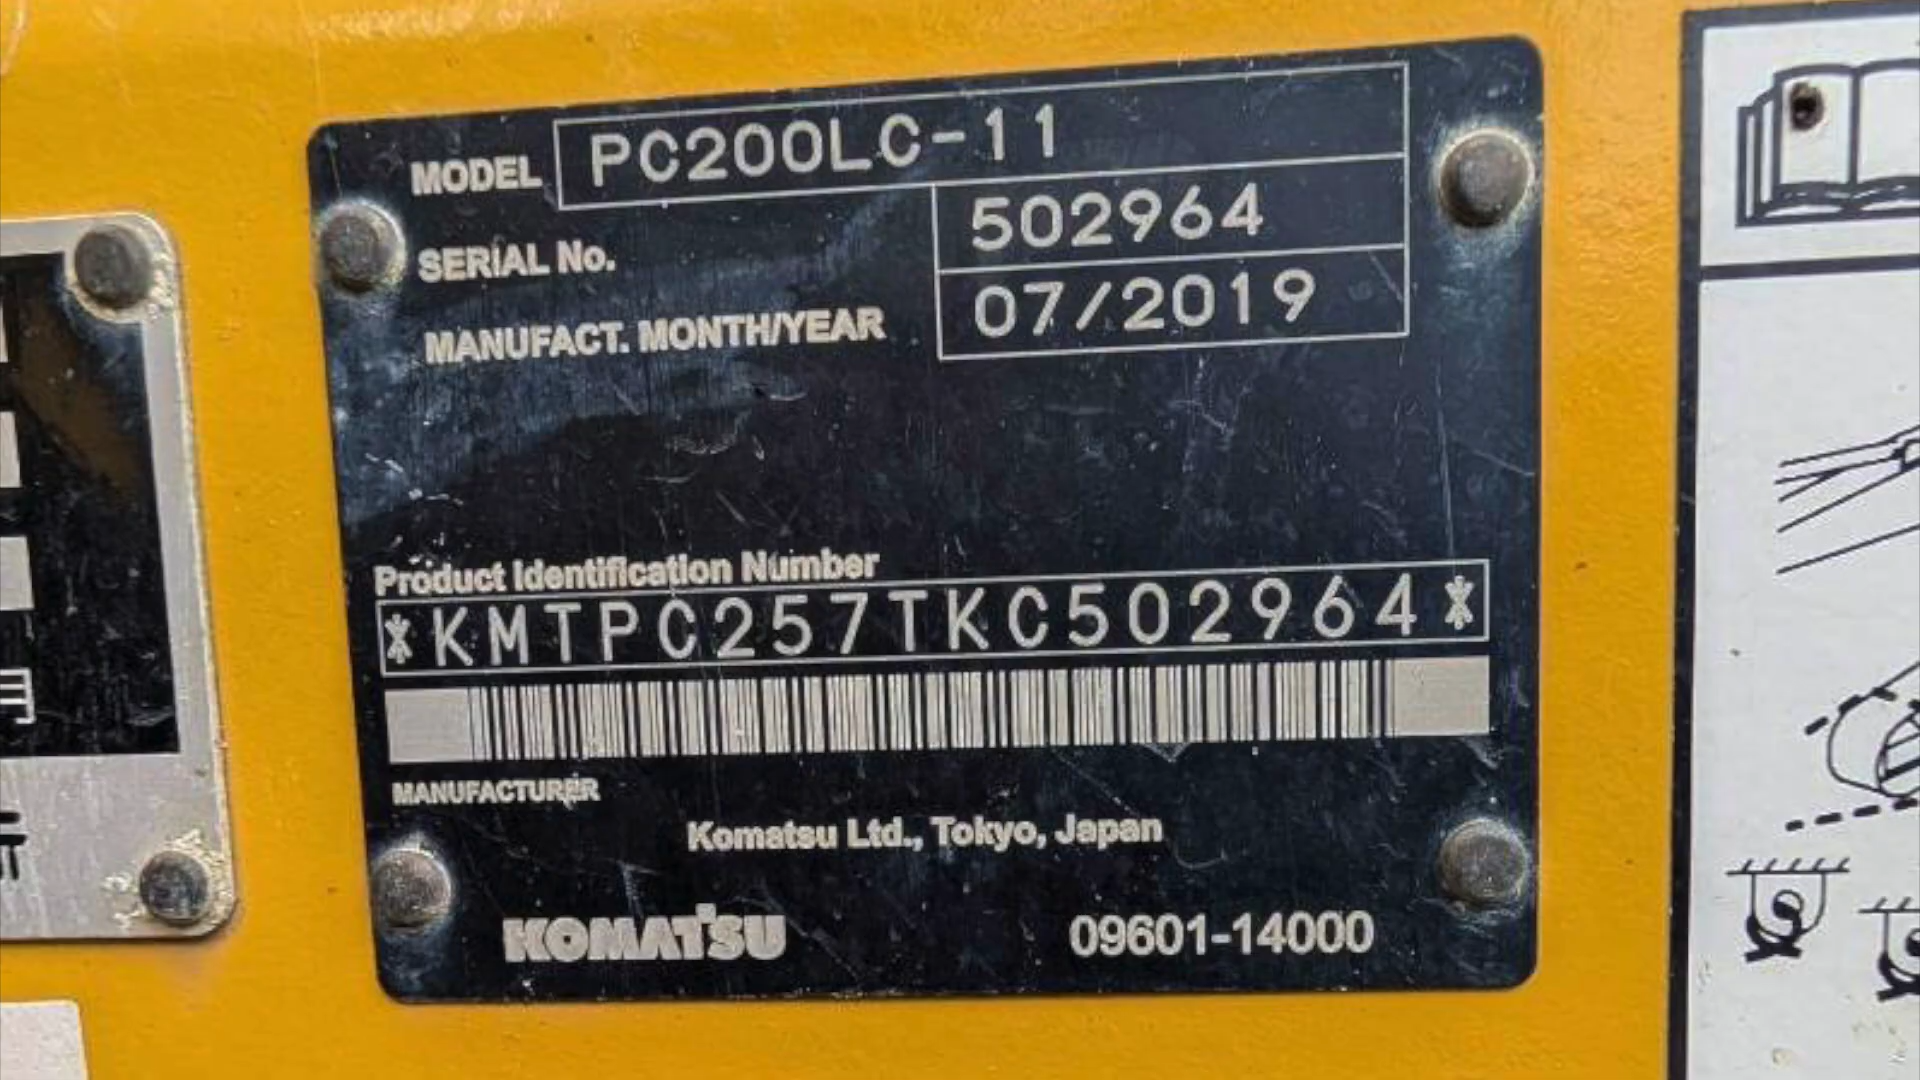 MODEL PC200LC-11
SERIAL No. 502964
MANUFACT. MONTH/YEAR 07/2019
Product Identification Number
*KMTPC257TKC502964*
MANUFACTURER
Komatsu Ltd., Tokyo, Japan
KOMATSU 09601-14000
月